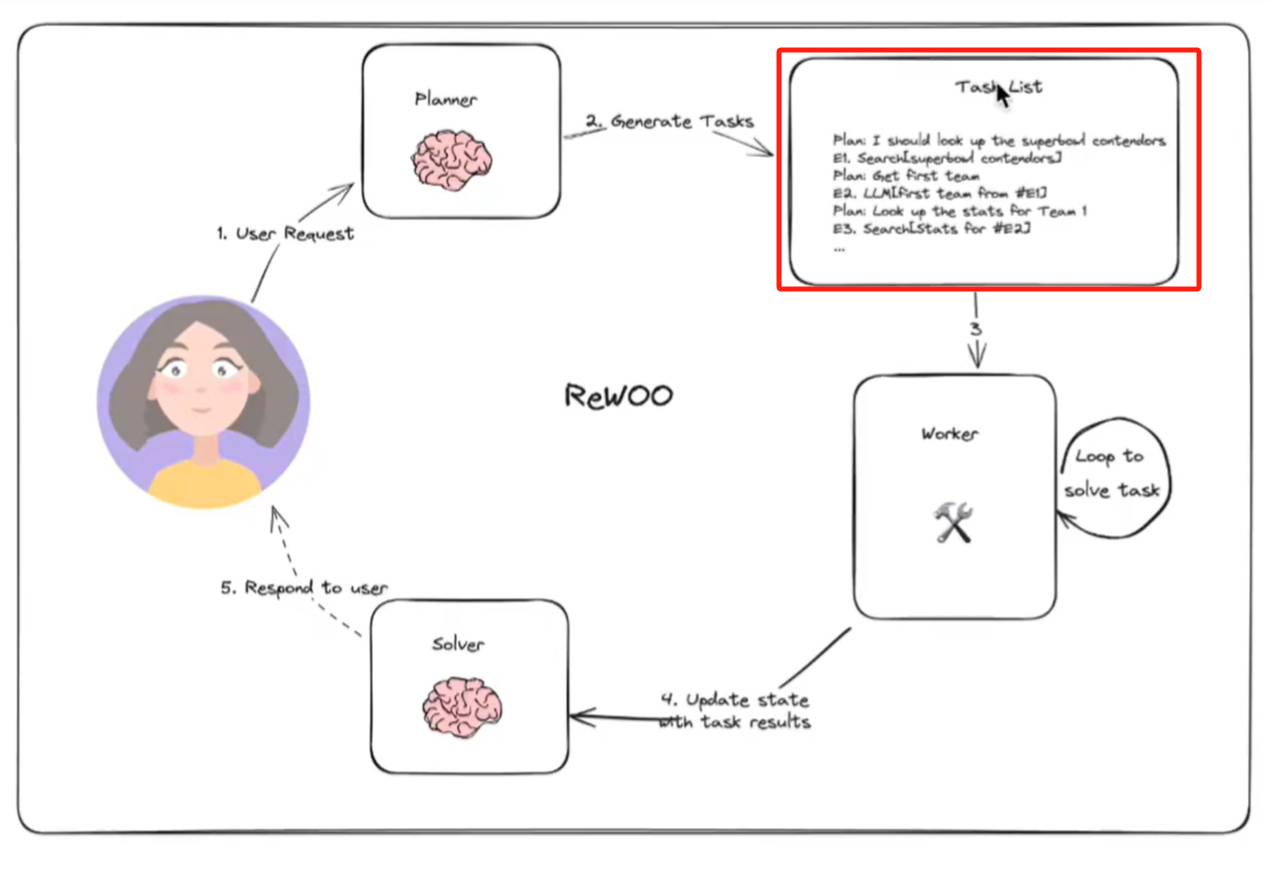 Planner
2. Generate Tasks
Task List
Plan: I should look up the superbowl contendors
E1. Search[superbowl contendors]
Plan: Get first team
E2. LLM[first team from #E1]
Plan: Look up the stats for Team 1
E3. Search[Stats for #E2]
...
1. User Request
3
ReWOO
Worker
Loop to
solve task
5. Respond to user
Solver
4. Update state
with task results